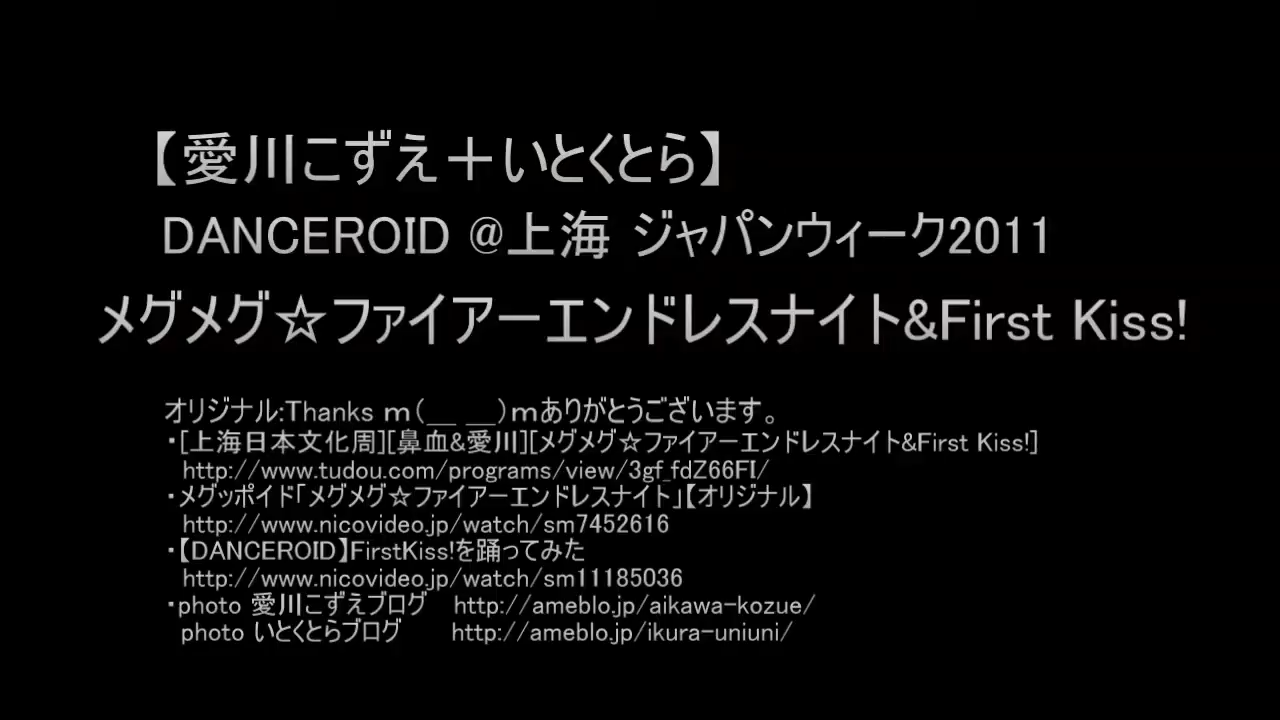 【愛川こずえ＋いとくとら】
DANCEROID @上海 ジャパンウィーク2011
メグメグ☆ファイアーエンドレスナイト&First Kiss!
オリジナル:Thanks ｍ(＿ ＿)ｍありがとうございます。
・[上海日本文化周][鼻血&愛川][メグメグ☆ファイアーエンドレスナイト&First Kiss!]
http://www.tudou.com/programs/view/3gf_fdZ66FI/
・メグッポイド「メグメグ☆ファイアーエンドレスナイト」【オリジナル】
http://www.nicovideo.jp/watch/sm7452616
・【DANCEROID】FirstKiss!を踊ってみた
http://www.nicovideo.jp/watch/sm11185036
・photo 愛川こずえブログ http://ameblo.jp/aikawa-kozue/
photo いとくとらブログ http://ameblo.jp/ikura-uniuni/